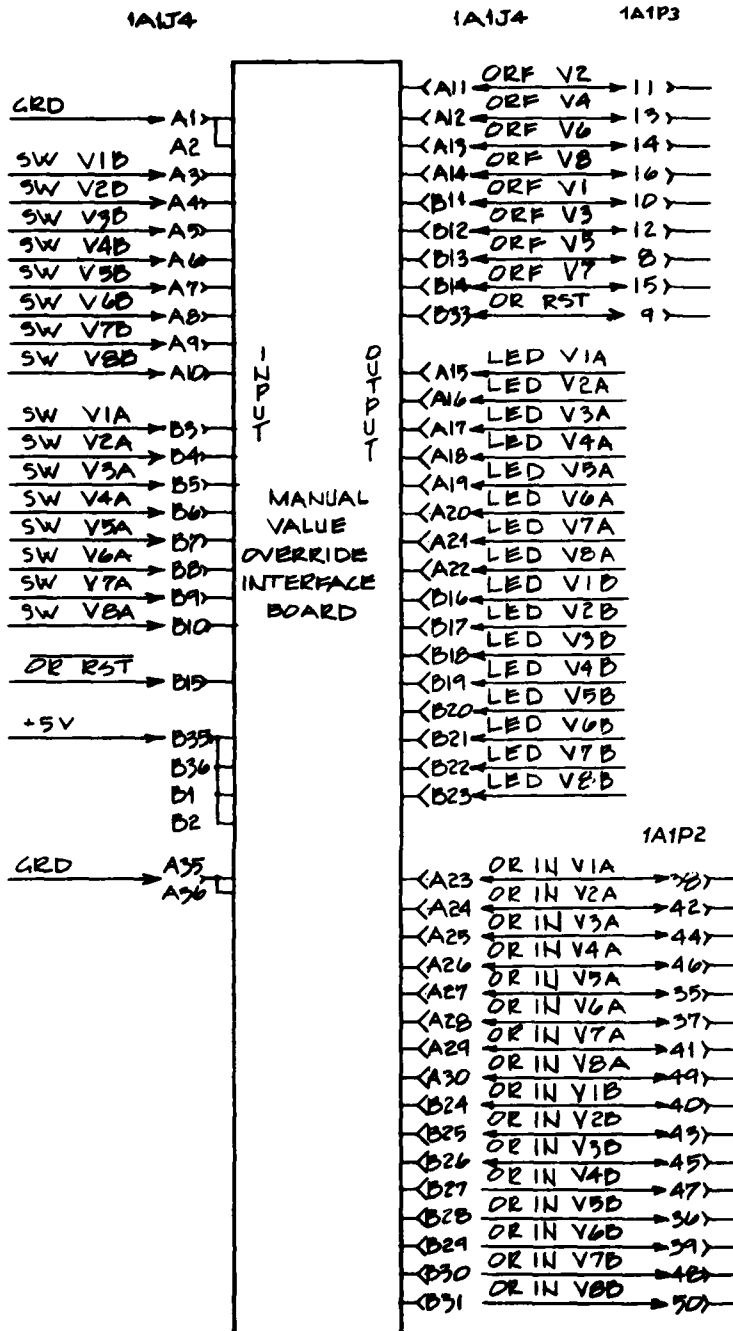 1A1J4 1A1J4 1A1P3
GRD A1
A2
SW V1B A3
SW V2B A4
SW V3B A5
SW V4B A6
SW V5B A7
SW V6B A8
SW V7B A9
SW V8B A10
SW V1A B3
SW V2A B4
SW V3A B5
SW V4A B6
SW V5A B7
SW V6A B8
SW V7A B9
SW V8A B10
OR RST B15
+5V B35
B36
B1
B2
GRD A35
A36
INPUT
OUTPUT
MANUAL
VALUE
OVERRIDE
INTERFACE
BOARD
A11 ORF V2 11
A12 ORF V4 13
A13 ORF V6 14
A14 ORF V8 16
B11 ORF V1 10
B12 ORF V3 12
B13 ORF V5 8
B14 ORF V7 15
B33 OR RST 9
A15 LED V1A
A16 LED V2A
A17 LED V3A
A18 LED V4A
A19 LED V5A
A20 LED V6A
A21 LED V7A
A22 LED V8A
B16 LED V1B
B17 LED V2B
B18 LED V3B
B19 LED V4B
B20 LED V5B
B21 LED V6B
B22 LED V7B
B23 LED V8B
1A1P2
A23 OR IN V1A 38
A24 OR IN V2A 42
A25 OR IN V3A 44
A26 OR IN V4A 46
A27 OR IN V5A 35
A28 OR IN V6A 37
A29 OR IN V7A 41
A30 OR IN V8A 49
B24 OR IN V1B 40
B25 OR IN V2B 43
B26 OR IN V3B 45
B27 OR IN V4B 47
B28 OR IN V5B 36
B29 OR IN V6B 39
B30 OR IN V7B 48
B31 OR IN V8B 50